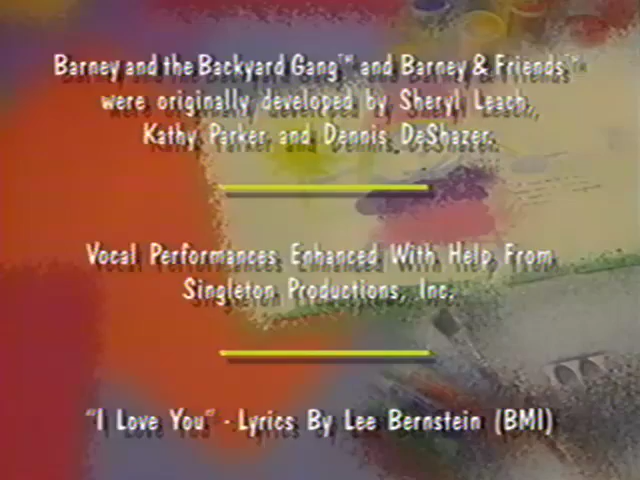 Barney and the Backyard Gang™ and Barney & Friends™
were originally developed by Sheryl Leach,
Kathy Parker and Dennis DeShazer.
Vocal Performances Enhanced With Help From
Singleton Productions, Inc.
"I Love You" - Lyrics By Lee Bernstein (BMI)